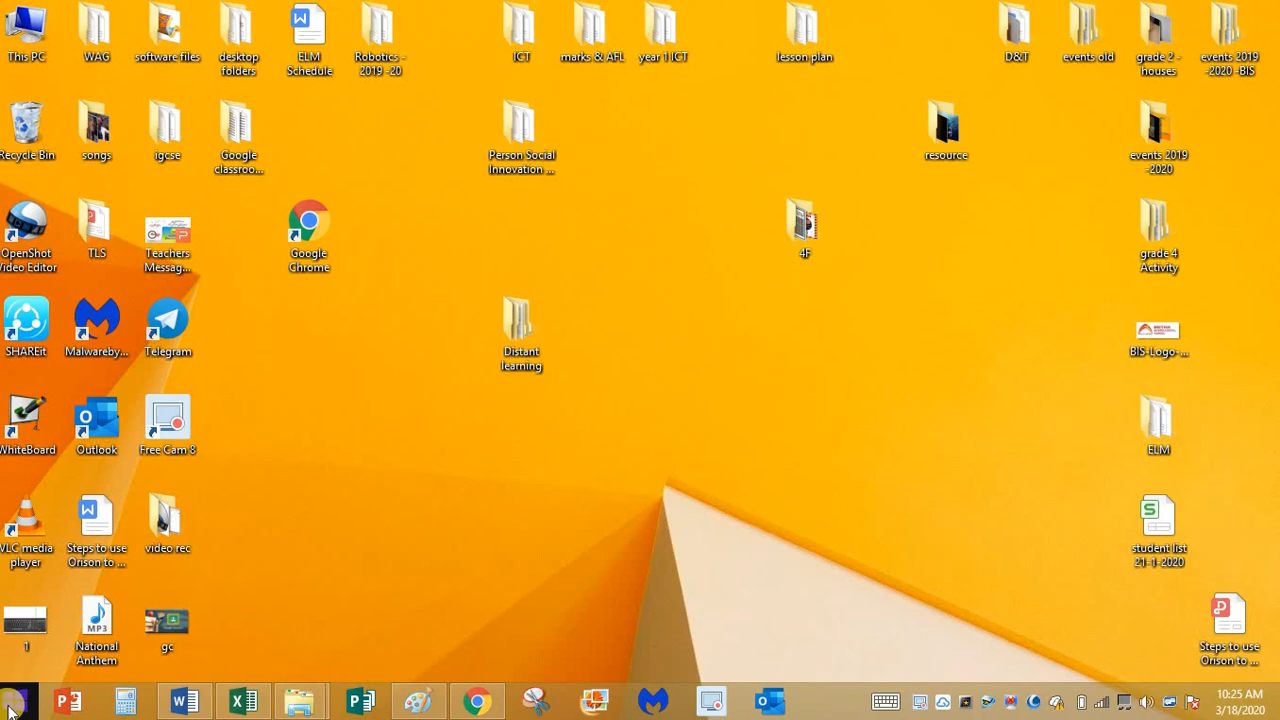 This PC
WAG
software files
desktop
folders
ELM
Schedule
Robotics -
2019 -20
ICT
marks & AFL
year 1 ICT
lesson plan
D&T
events old
grade 2 -
houses
events 2019
-2020 -BIS
Recycle Bin
songs
igcse
Google
classroo...
Person Social
Innovation ...
resource
events 2019
-2020
OpenShot
Video Editor
TLS
Teachers
Messag...
Google
Chrome
4F
grade 4
Activity
SHAREit
Malwareby...
Telegram
Distant
learning
BIS-Logo-...
WhiteBoard
Outlook
Free Cam 8
ELM
VLC media
player
Steps to use
Orison to ...
video rec
student list
21-1-2020
1
MP3
National
Anthem
gc
Steps to use
Orison to ...
10:25 AM
3/18/2020